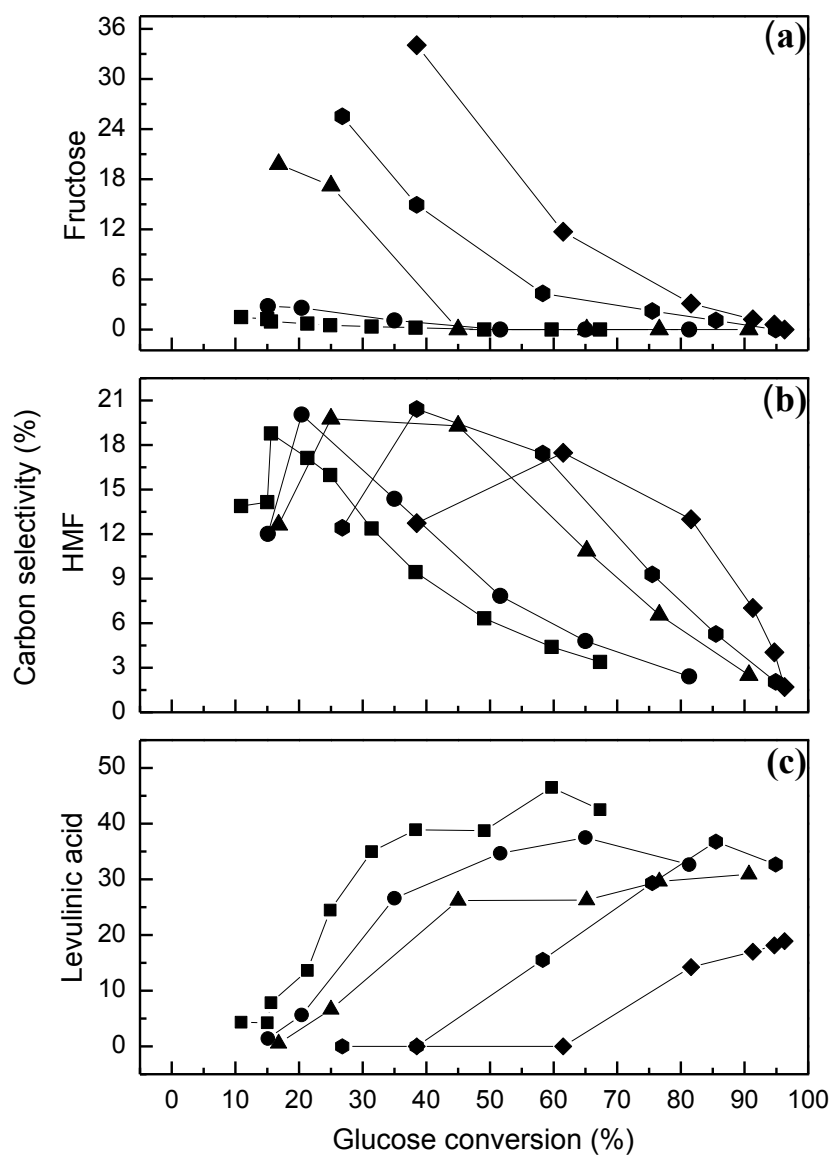 (a)
36
30
24
18
12
6
0
Fructose
(b)
21
18
15
12
9
6
3
0
HMF
Carbon selectivity (%)
(c)
50
40
30
20
10
0
Levulinic acid
0 10 20 30 40 50 60 70 80 90 100
Glucose conversion (%)